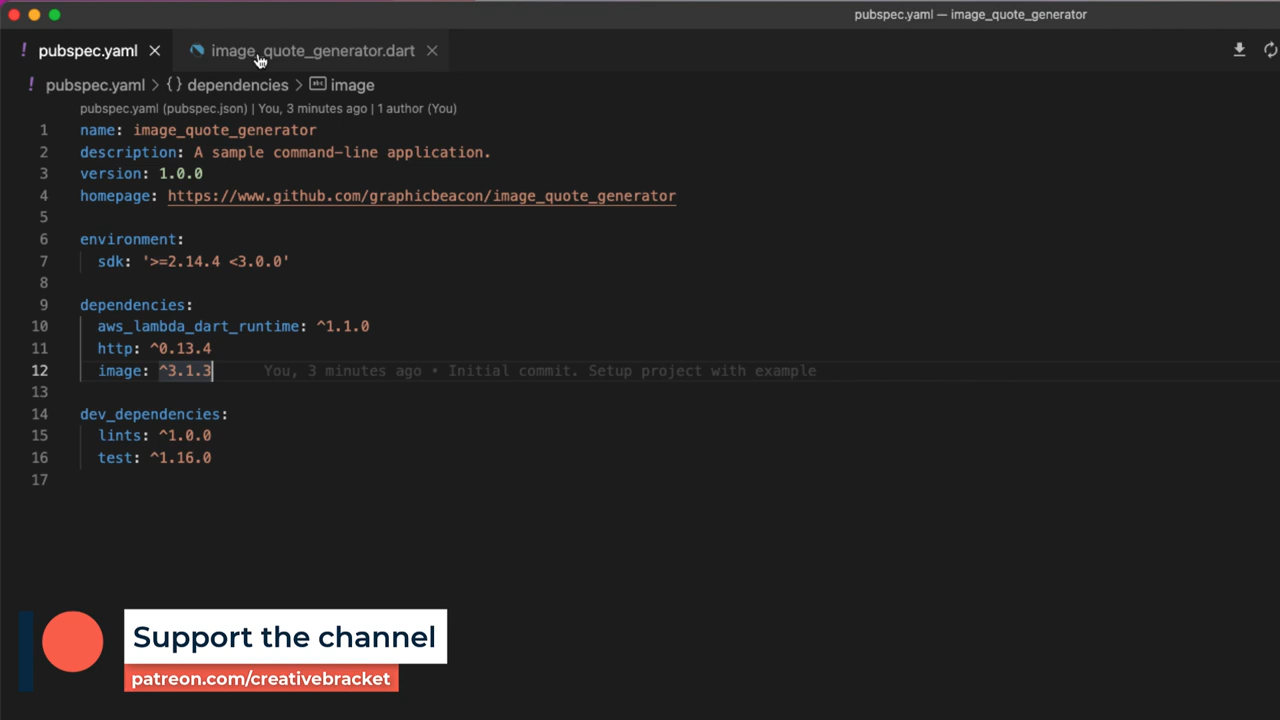 pubspec.yaml — image_quote_generator
! pubspec.yaml image_quote_generator.dart
! pubspec.yaml > {} dependencies > abc image
pubspec.yaml (pubspec.json) | You, 3 minutes ago | 1 author (You)
1 name: image_quote_generator
2 description: A sample command-line application.
3 version: 1.0.0
4 homepage: https://www.github.com/graphicbeacon/image_quote_generator
5
6 environment:
7 sdk: '>=2.14.4 <3.0.0'
8
9 dependencies:
10 aws_lambda_dart_runtime: ^1.1.0
11 http: ^0.13.4
12 image: ^3.1.3 You, 3 minutes ago • Initial commit. Setup project with example
13
14 dev_dependencies:
15 lints: ^1.0.0
16 test: ^1.16.0
17
Support the channel
patreon.com/creativebracket